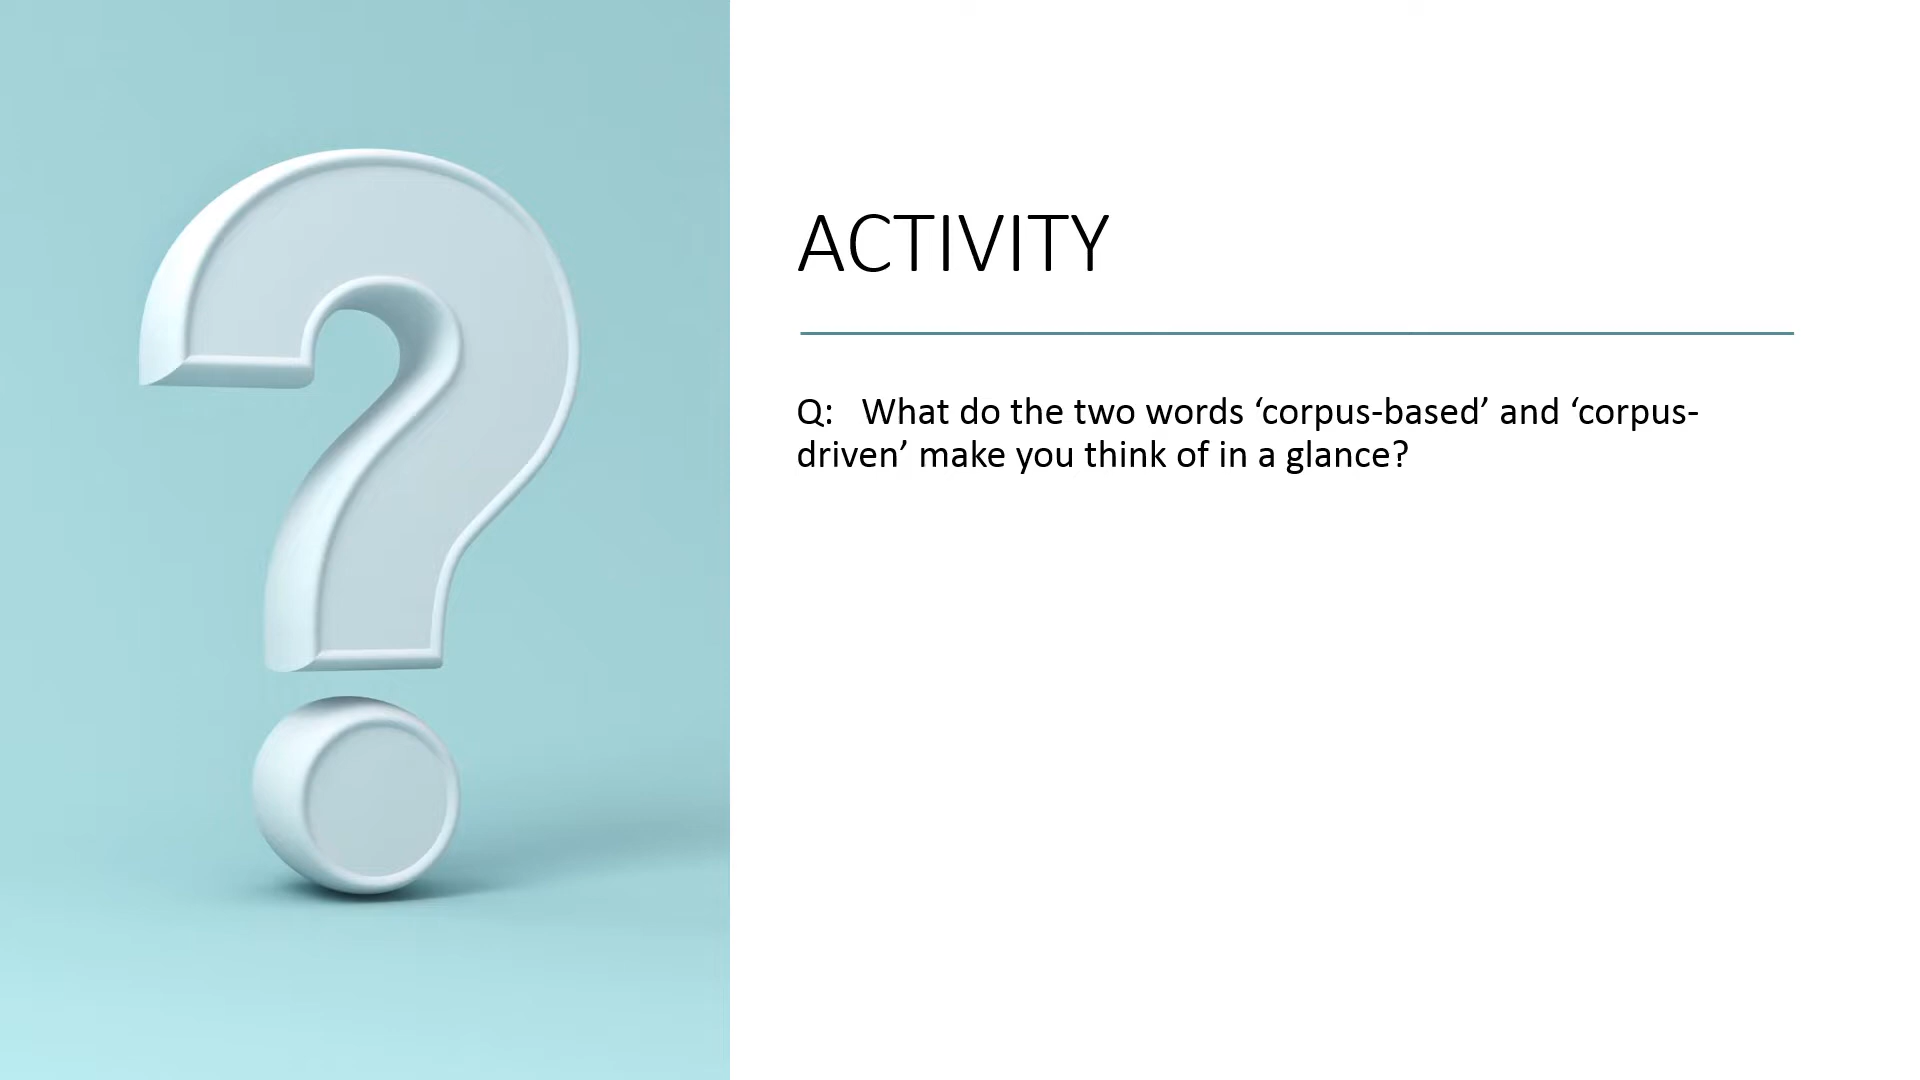 ACTIVITY
Q:   What do the two words ‘corpus-based’ and ‘corpus-
driven’ make you think of in a glance?